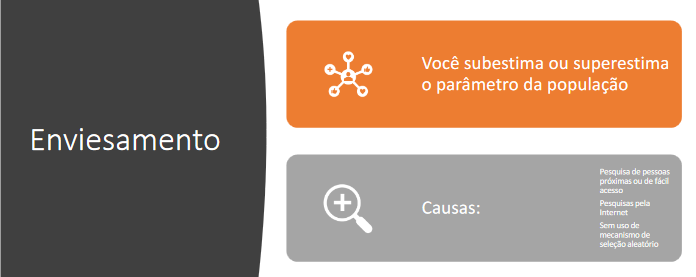 Enviesamento
Você subestima ou superestima
o parâmetro da população
Causas:
Pesquisa de pessoas
próximas ou de fácil
acesso
Pesquisas pela
Internet
Sem uso de
mecanismo de
seleção aleatório